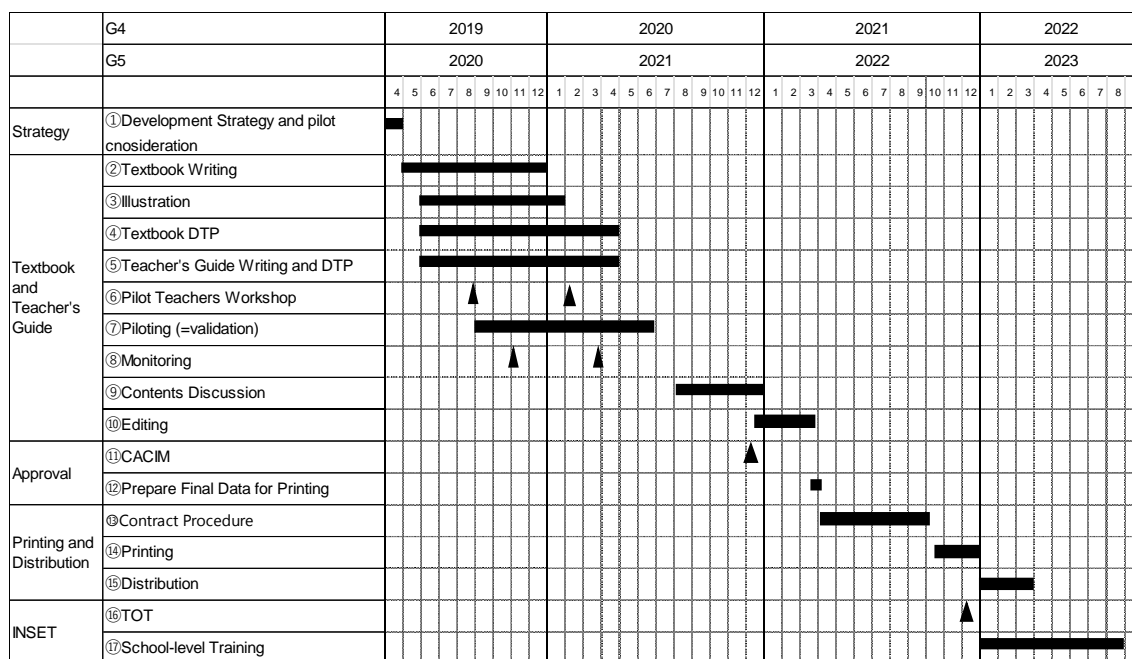 G4 2019 2020 2021 2022
G5 2020 2021 2022 2023
4 5 6 7 8 9 10 11 12 1 2 3 4 5 6 7 8 9 10 11 12 1 2 3 4 5 6 7 8 9 10 11 12 1 2 3 4 5 6 7 8
Strategy
①Development Strategy and pilot
cnosideration
Textbook
and
Teacher's
Guide
②Textbook Writing
③Illustration
④Textbook DTP
⑤Teacher's Guide Writing and DTP
⑥Pilot Teachers Workshop
⑦Piloting (=validation)
⑧Monitoring
⑨Contents Discussion
⑩Editing
Approval
⑪CACIM
⑫Prepare Final Data for Printing
Printing and
Distribution
⑬Contract Procedure
⑭Printing
⑮Distribution
INSET
⑯TOT
⑰School-level Training